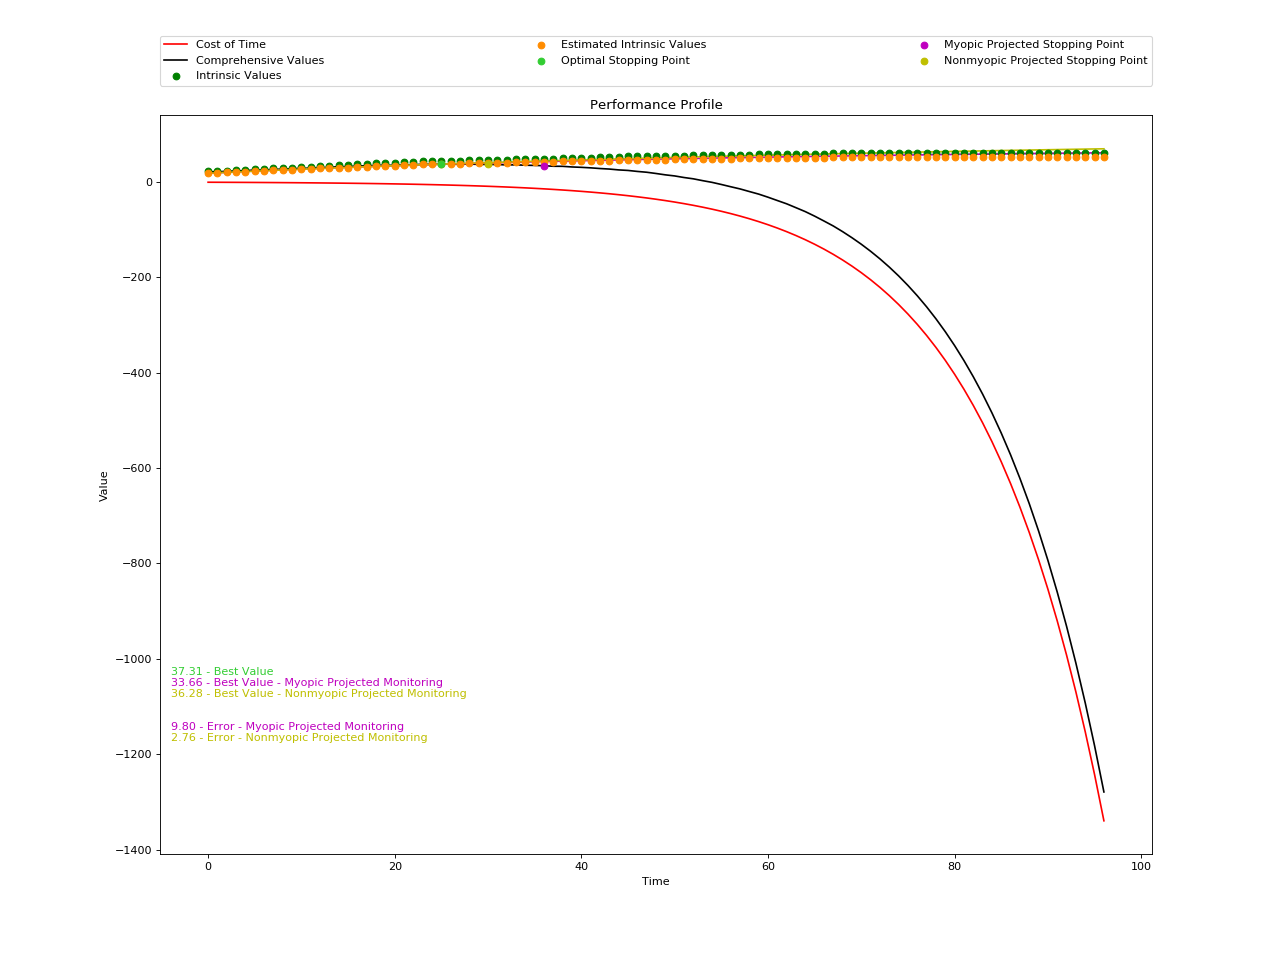 Cost of Time
Comprehensive Values
Intrinsic Values
Estimated Intrinsic Values
Optimal Stopping Point
Myopic Projected Stopping Point
Nonmyopic Projected Stopping Point
Performance Profile
Value
0
−200
−400
−600
−800
−1000
−1200
−1400
37.31 - Best Value
33.66 - Best Value - Myopic Projected Monitoring
36.28 - Best Value - Nonmyopic Projected Monitoring
9.80 - Error - Myopic Projected Monitoring
2.76 - Error - Nonmyopic Projected Monitoring
0 20 40 60 80 100
Time